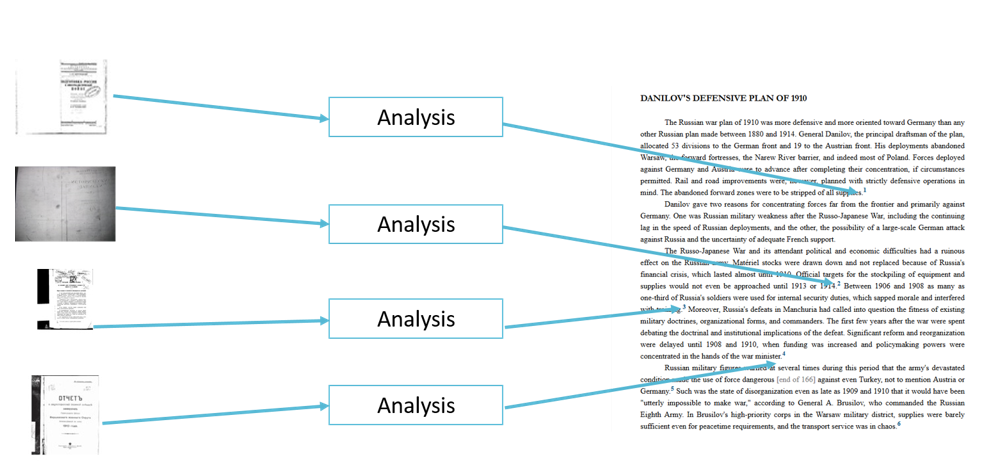 ПОДГОТОВКА РОССИИ
Analysis
Analysis
Analysis
ОТЧЕТЪ
Analysis
DANILOV'S DEFENSIVE PLAN OF 1910
The Russian war plan of 1910 was more defensive and more oriented toward Germany than any
other Russian plan made between 1880 and 1914. General Danilov, the principal draftsman of the plan,
allocated 53 divisions to the German front and 19 to the Austrian front. His deployments abandoned
Warsaw, the forward fortresses, the Narew River barrier, and indeed most of Poland. Forces deployed
against Germany and Austria were to advance after completing their concentration, if circumstances
permitted. Rail and road improvements were, however, planned with strictly defensive operations in
mind. The abandoned forward zones were to be stripped of all supplies.1
Danilov gave two reasons for concentrating forces far from the frontier and primarily against
Germany. One was Russian military weakness after the Russo-Japanese War, including the continuing
lag in the speed of Russian deployments, and the other, the possibility of a large-scale German attack
against Russia and the uncertainty of adequate French support.
The Russo-Japanese War and its attendant political and economic difficulties had a ruinous
effect on the Russian army. Matériel stocks were drawn down and not replaced because of Russia's
financial crisis, which lasted almost until 1910. Official targets for the stockpiling of equipment and
supplies would not even be approached until 1913 or 1914.2 Between 1906 and 1908 as many as
one-third of Russia's soldiers were used for internal security duties, which sapped morale and interfered
with training.3 Moreover, Russia's defeats in Manchuria had called into question the fitness of existing
military doctrines, organizational forms, and commanders. The first few years after the war were spent
debating the doctrinal and institutional implications of the defeat. Significant reform and reorganization
were delayed until 1908 and 1910, when funding was increased and policymaking powers were
concentrated in the hands of the war minister.4
Russian military figures warned at several times during this period that the army's devastated
condition made the use of force dangerous [end of 166] against even Turkey, not to mention Austria or
Germany.5 Such was the state of disorganization even as late as 1909 and 1910 that it would have been
"utterly impossible to make war," according to General A. Brusilov, who commanded the Russian
Eighth Army. In Brusilov's high-priority corps in the Warsaw military district, supplies were barely
sufficient even for peacetime requirements, and the transport service was in chaos.6